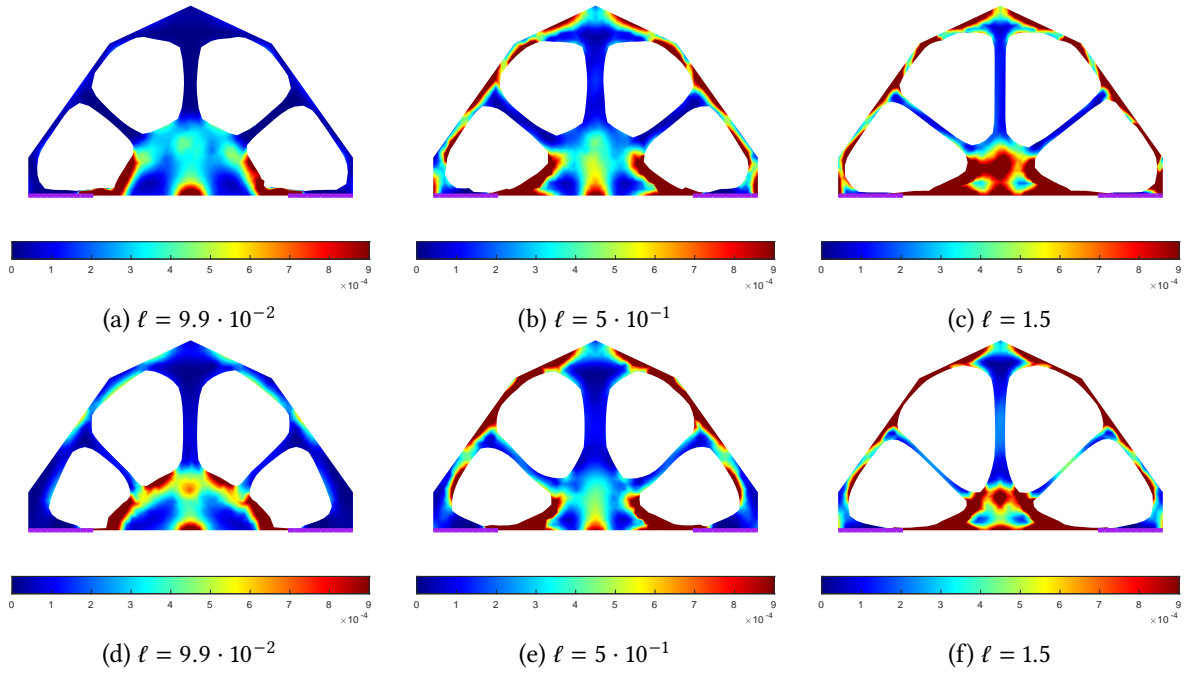 0 1 2 3 4 5 6 7 8 9 0 1 2 3 4 5 6 7 8 9 0 1 2 3 4 5 6 7 8 9
×10⁻⁴ ×10⁻⁴ ×10⁻⁴
(a) ℓ = 9.9 · 10⁻² (b) ℓ = 5 · 10⁻¹ (c) ℓ = 1.5
0 1 2 3 4 5 6 7 8 9 0 1 2 3 4 5 6 7 8 9 0 1 2 3 4 5 6 7 8 9
×10⁻⁴ ×10⁻⁴ ×10⁻⁴
(d) ℓ = 9.9 · 10⁻² (e) ℓ = 5 · 10⁻¹ (f) ℓ = 1.5